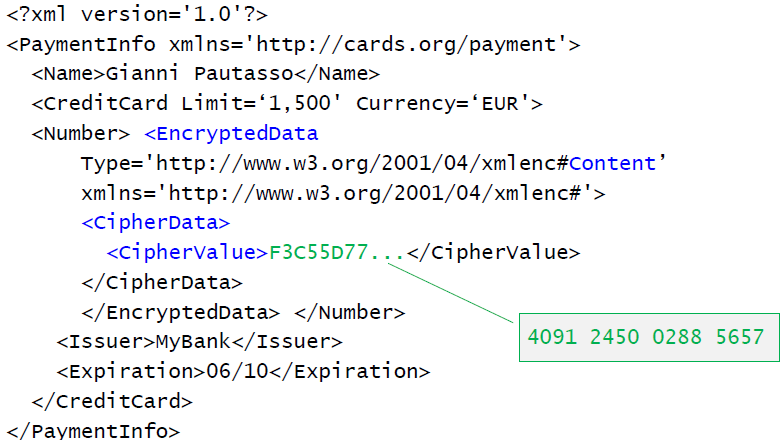 <?xml version='1.0'?>
<PaymentInfo xmlns='http://cards.org/payment'>
<Name>Gianni Pautasso</Name>
<CreditCard Limit=‘1,500' Currency=‘EUR'>
<Number> <EncryptedData
Type='http://www.w3.org/2001/04/xmlenc#Content’
xmlns='http://www.w3.org/2001/04/xmlenc#'>
<CipherData>
<CipherValue>F3C55D77...</CipherValue>
</CipherData>
</EncryptedData> </Number>
4091 2450 0288 5657
<Issuer>MyBank</Issuer>
<Expiration>06/10</Expiration>
</CreditCard>
</PaymentInfo>